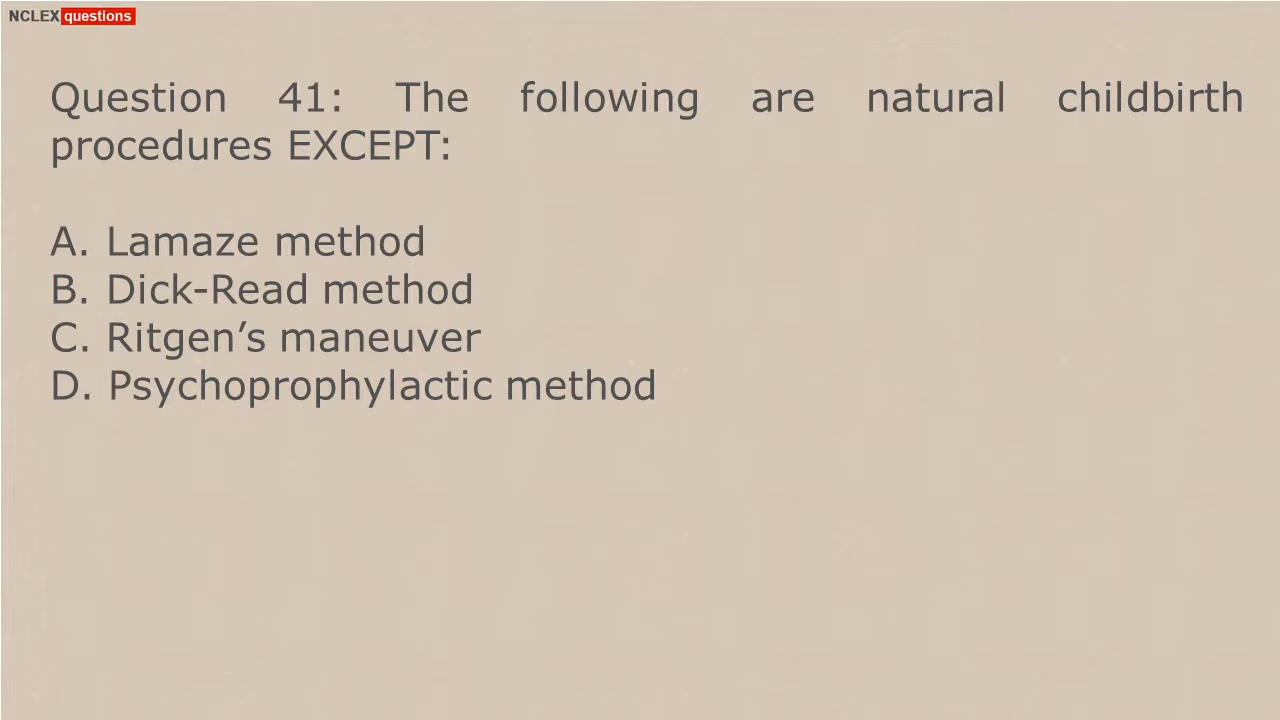 NCLEX questions
Question 41: The following are natural childbirth
procedures EXCEPT:
A. Lamaze method
B. Dick-Read method
C. Ritgen’s maneuver
D. Psychoprophylactic method